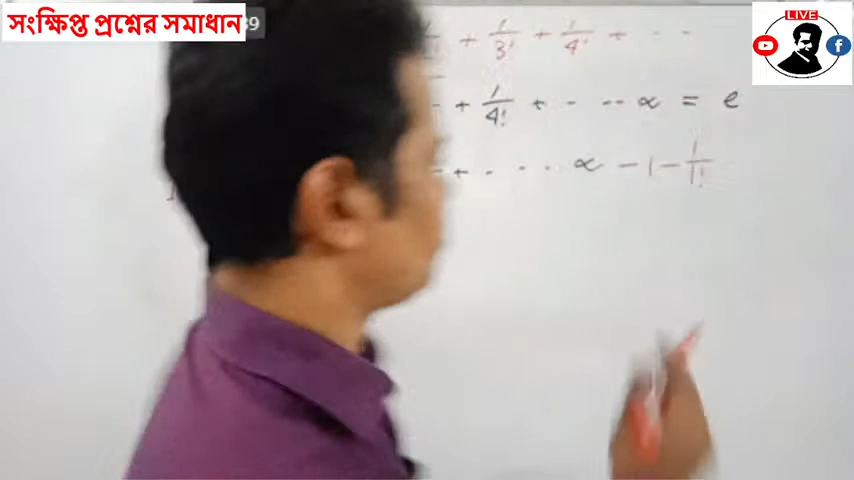 সংক্ষিপ্ত প্রশ্নের সমাধান
LIVE
+ 1/3! + 1/4! + - -
+ 1/4! + - -- ∝ = e
+ . - . . ∝ - 1 - 1/1!